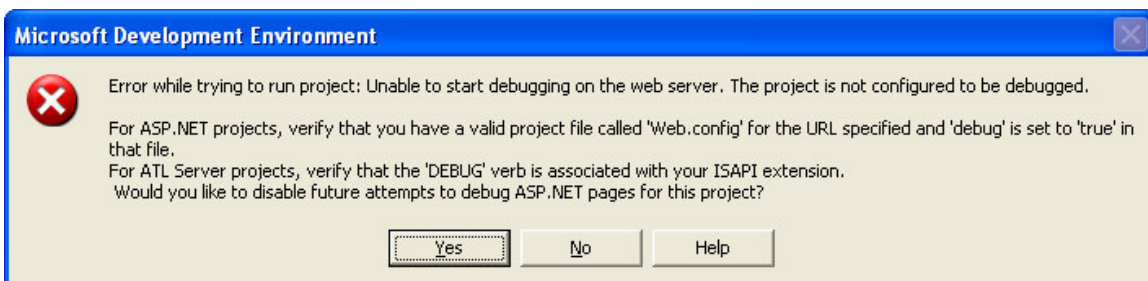 Microsoft Development Environment
Error while trying to run project: Unable to start debugging on the web server. The project is not configured to be debugged.
For ASP.NET projects, verify that you have a valid project file called 'Web.config' for the URL specified and 'debug' is set to 'true' in
that file.
For ATL Server projects, verify that the 'DEBUG' verb is associated with your ISAPI extension.
Would you like to disable future attempts to debug ASP.NET pages for this project?
Yes No Help